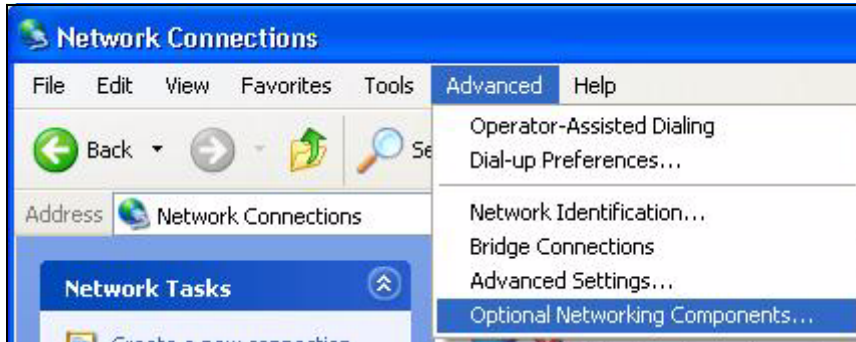 Network Connections
File Edit View Favorites Tools Advanced Help
Operator-Assisted Dialing
Back
Dial-up Preferences...
Address Network Connections
Network Identification...
Bridge Connections
Network Tasks
Advanced Settings...
Optional Networking Components...